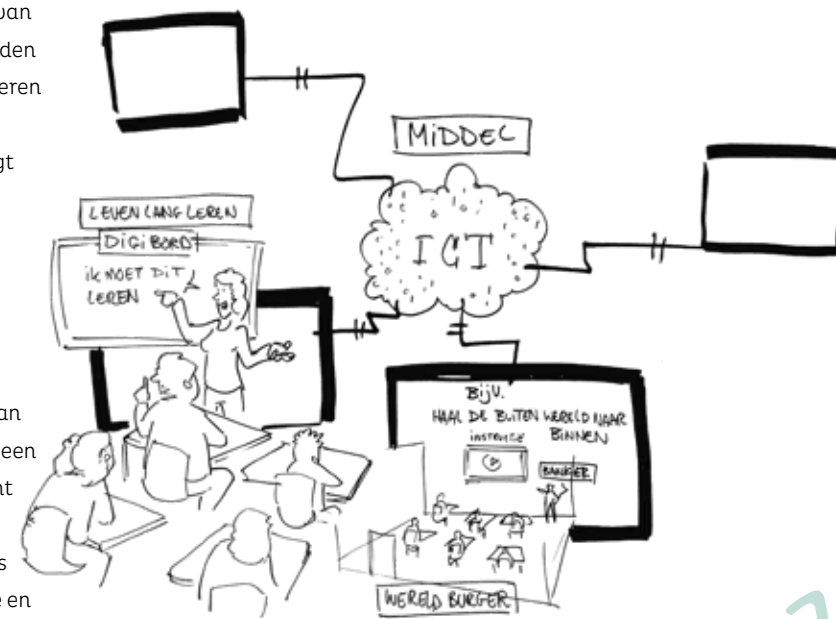 van
den
eren
gt
an
een
nt
s
e en
MIDDEL
ICT
LEVEN LANG LEREN
DIGIBORD
IK MOET DIT
LEREN
BIJV.
HAAL DE BUITEN WERELD NAAR
BINNEN
INSTRUCTIE
BANKIER
WERELD BURGER